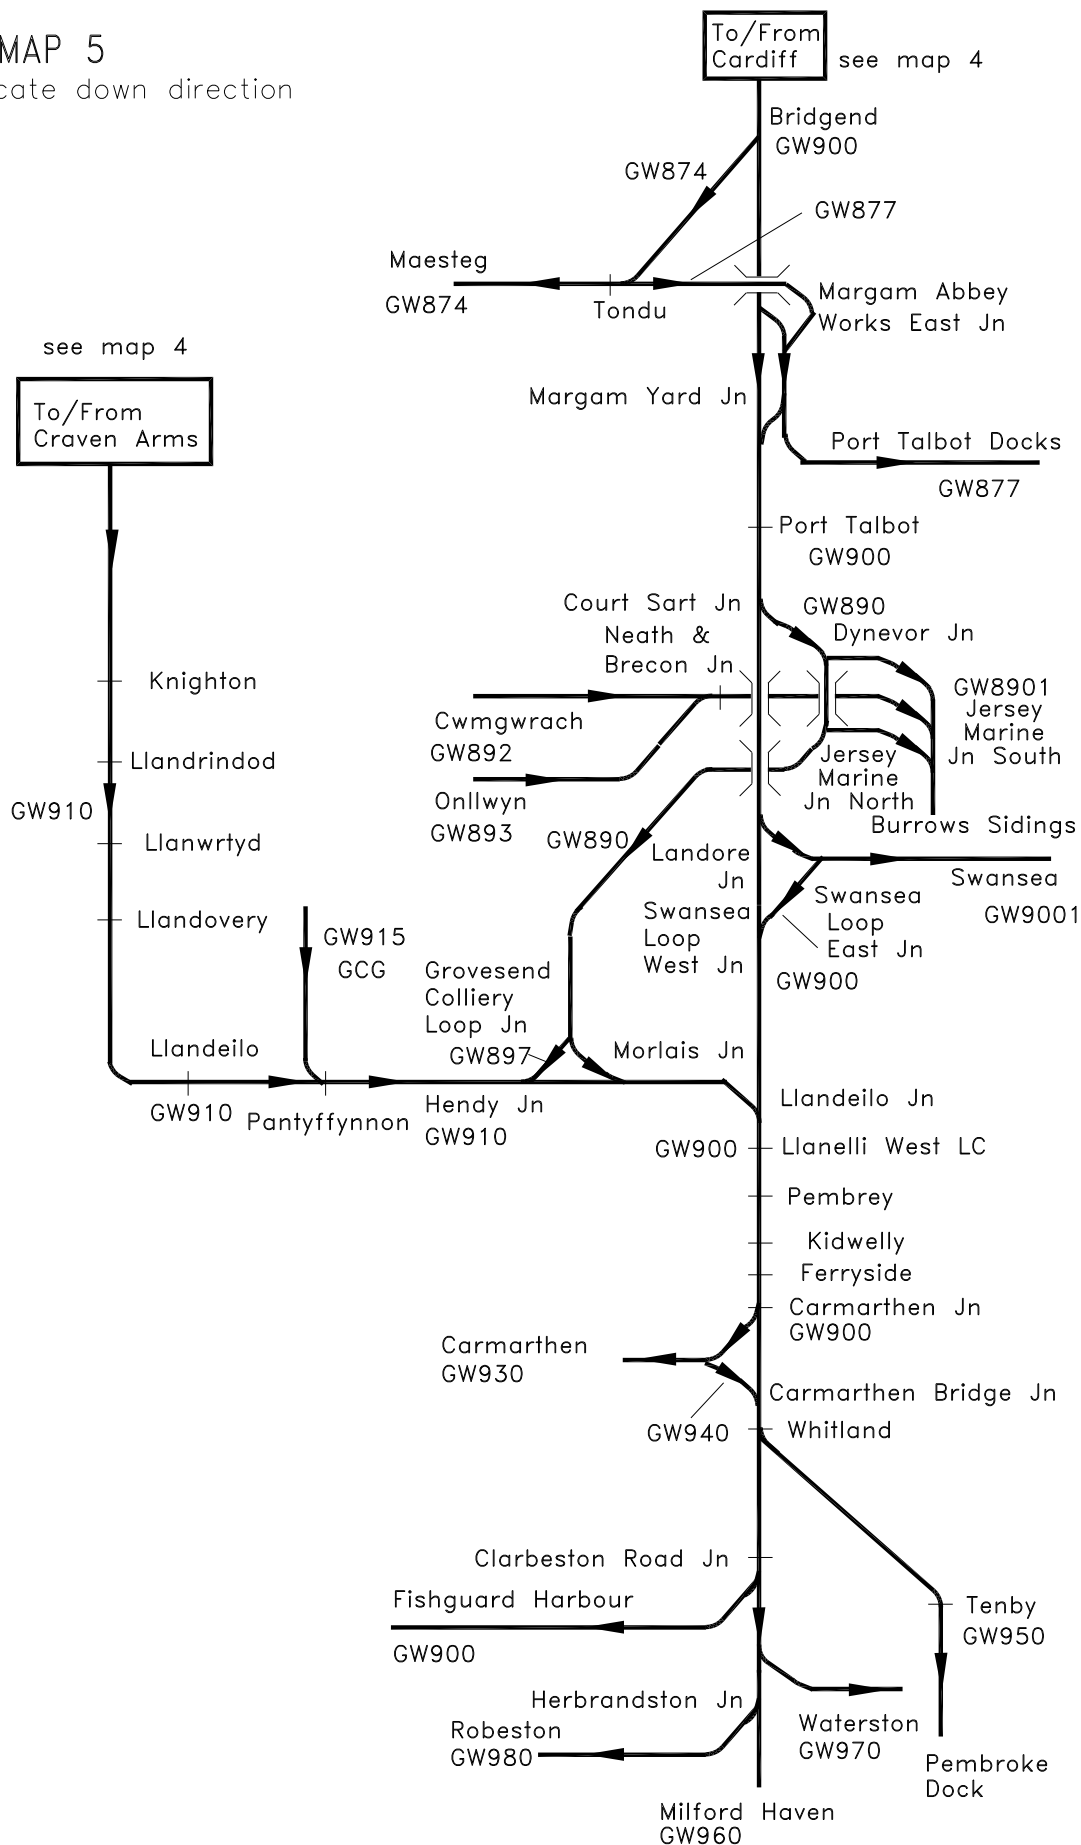 MAP 5
cate down direction
To/From
Cardiff
see map 4
Bridgend
GW900
GW874
GW877
Maesteg
GW874
Tondu
Margam Abbey
Works East Jn
see map 4
To/From
Craven Arms
Margam Yard Jn
Port Talbot Docks
GW877
Port Talbot
GW900
Court Sart Jn
GW890
Neath &
Brecon Jn
Dynevor Jn
Knighton
GW8901
Jersey
Marine
Jn South
Cwmgwrach
GW892
Llandrindod
Jersey
Marine
Jn North
Onllwyn
GW893
GW910
Burrows Sidings
Llanwrtyd
GW890
Landore
Jn
Swansea
GW9001
Llandovery
Swansea
Loop
West Jn
Swansea
Loop
East Jn
GW915
GCG
GW900
Grovesend
Colliery
Loop Jn
GW897
Llandeilo
Morlais Jn
GW910
Pantyffynnon
Hendy Jn
GW910
Llandeilo Jn
GW900
Llanelli West LC
Pembrey
Kidwelly
Ferryside
Carmarthen Jn
GW900
Carmarthen
GW930
Carmarthen Bridge Jn
GW940
Whitland
Clarbeston Road Jn
Fishguard Harbour
GW900
Tenby
GW950
Herbrandston Jn
Robeston
GW980
Waterston
GW970
Pembroke
Dock
Milford Haven
GW960